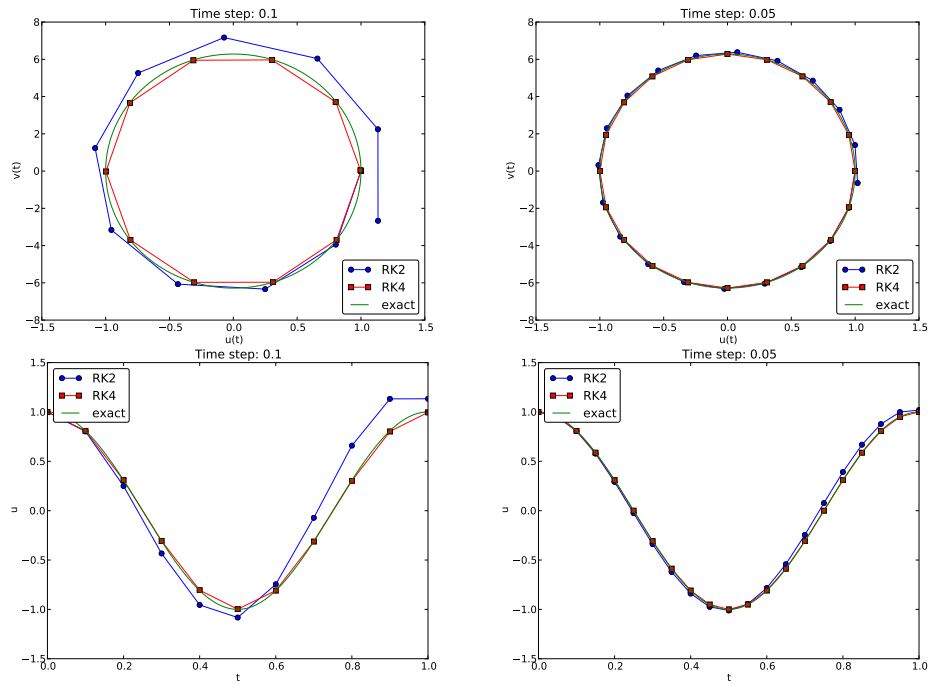 Time step: 0.1
8
6
4
2
0
−2
−4
−6
−8
v(t)
−1.5 −1.0 −0.5 0.0 0.5 1.0 1.5
u(t)
RK2
RK4
exact
Time step: 0.05
8
6
4
2
0
−2
−4
−6
−8
v(t)
−1.5 −1.0 −0.5 0.0 0.5 1.0 1.5
u(t)
RK2
RK4
exact
Time step: 0.1
1.5
1.0
0.5
0.0
−0.5
−1.0
−1.5
u
0.0 0.2 0.4 0.6 0.8 1.0
t
RK2
RK4
exact
Time step: 0.05
1.5
1.0
0.5
0.0
−0.5
−1.0
−1.5
u
0.0 0.2 0.4 0.6 0.8 1.0
t
RK2
RK4
exact